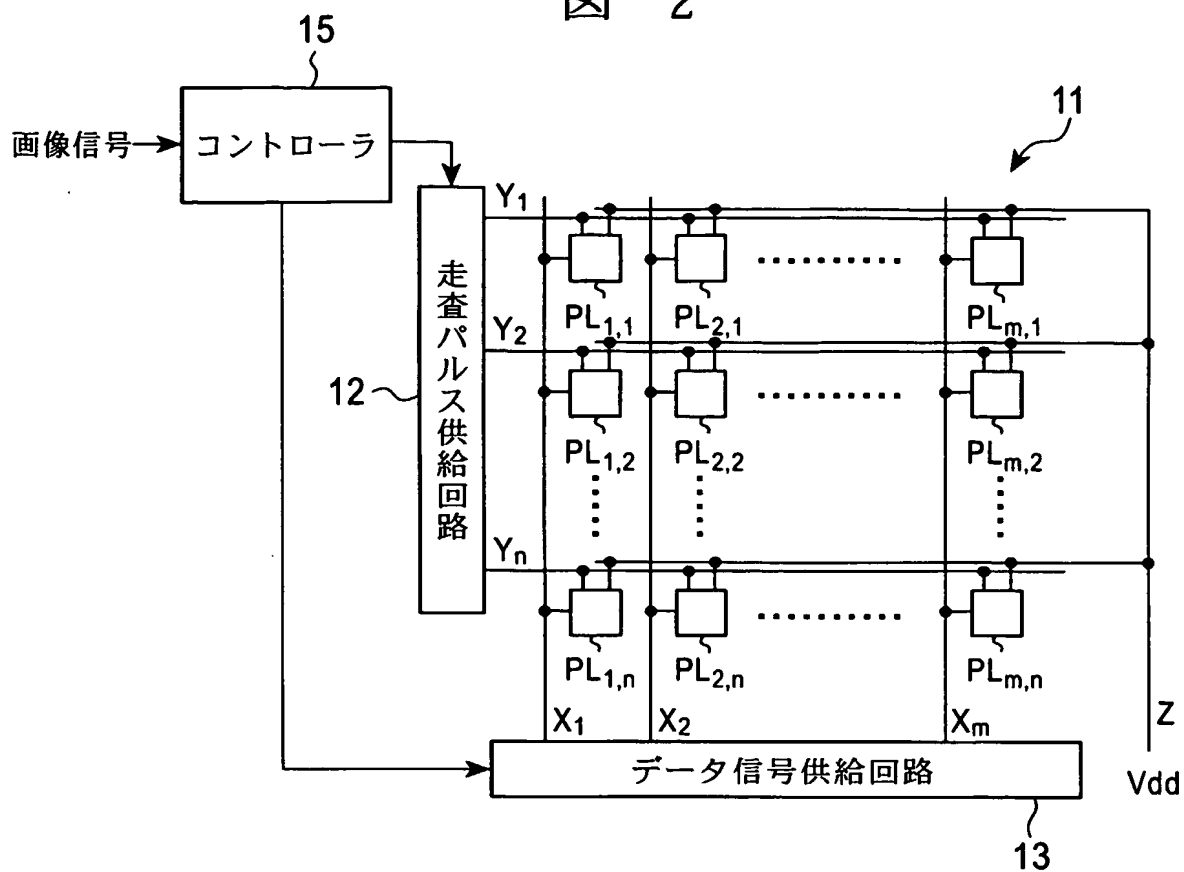 図 2
15
画像信号
コントローラ
11
Y1
走査パルス供給回路
12
PL1,1 PL2,1 PLm,1
Y2
PL1,2 PL2,2 PLm,2
Yn
PL1,n PL2,n PLm,n
X1 X2 Xm Z
データ信号供給回路
Vdd
13